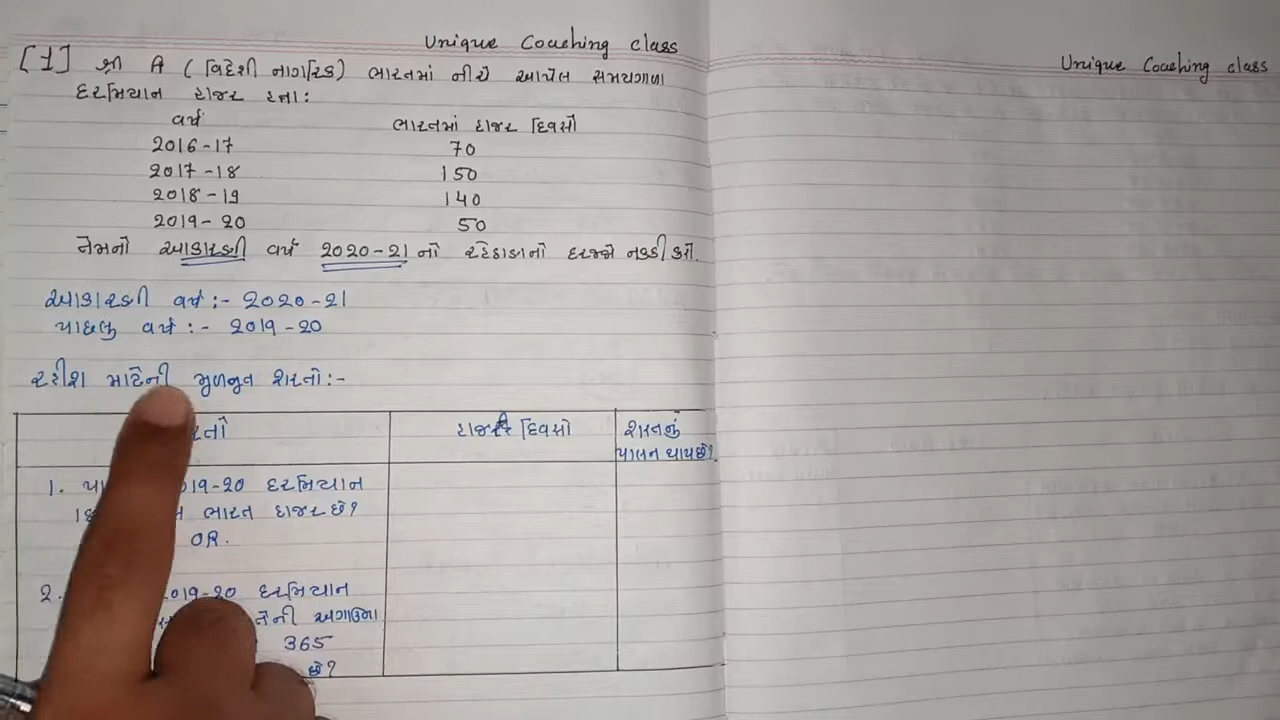 Unique Coaching class
[1] શ્રી A (વિદેશી નાગરિક) ભારતમાં નીચે આપેલ સમયગાળા
દરમિયાન હાજર હતા:
વર્ષ ભારતમાં હાજર દિવસો
2016-17 70
2017-18 150
2018-19 140
2019-20 50
તેમનો આકારણી વર્ષ 2020-21 નો રહેઠાણનો દરજ્જો નક્કી કરો.
આકારણી વર્ષ :- 2020-21
પાછલુ વર્ષ :- 2019-20
રહીશ માટેની મુળભુત શરતો:-
હાજર દિવસો શરતનું
પાલન થાય છે?
1. 2019-20 દરમિયાન
ભારત હાજર છે?
OR.
2. 2019-20 દરમિયાન
અગાઉના
365
છે?
Unique Coaching class